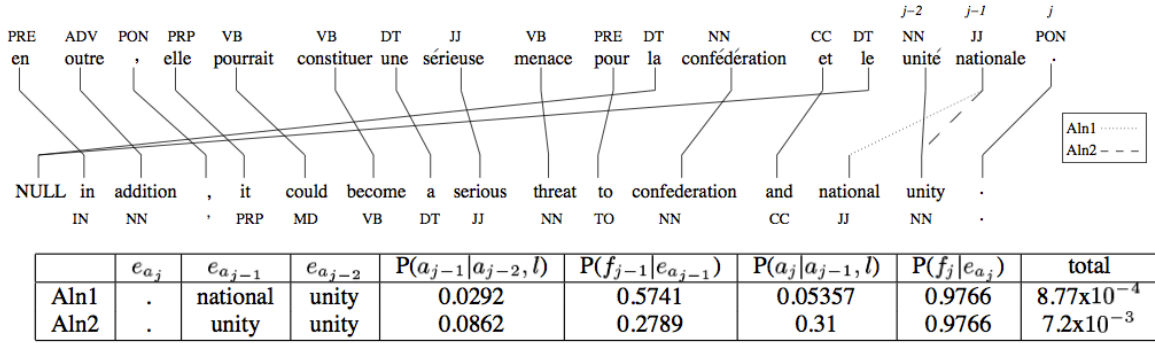 j-2 j-1 j
PRE ADV PON PRP VB VB DT JJ VB PRE DT NN CC DT NN JJ PON
en outre , elle pourrait constituer une sérieuse menace pour la confédération et le unité nationale .
Aln1
Aln2
NULL in addition , it could become a serious threat to confederation and national unity .
IN NN , PRP MD VB DT JJ NN TO NN CC JJ NN .
e_{a_j} e_{a_{j-1}} e_{a_{j-2}} P(a_{j-1}|a_{j-2}, l) P(f_{j-1}|e_{a_{j-1}}) P(a_j|a_{j-1}, l) P(f_j|e_{a_j}) total
Aln1 . national unity 0.0292 0.5741 0.05357 0.9766 8.77x10^{-4}
Aln2 . unity unity 0.0862 0.2789 0.31 0.9766 7.2x10^{-3}